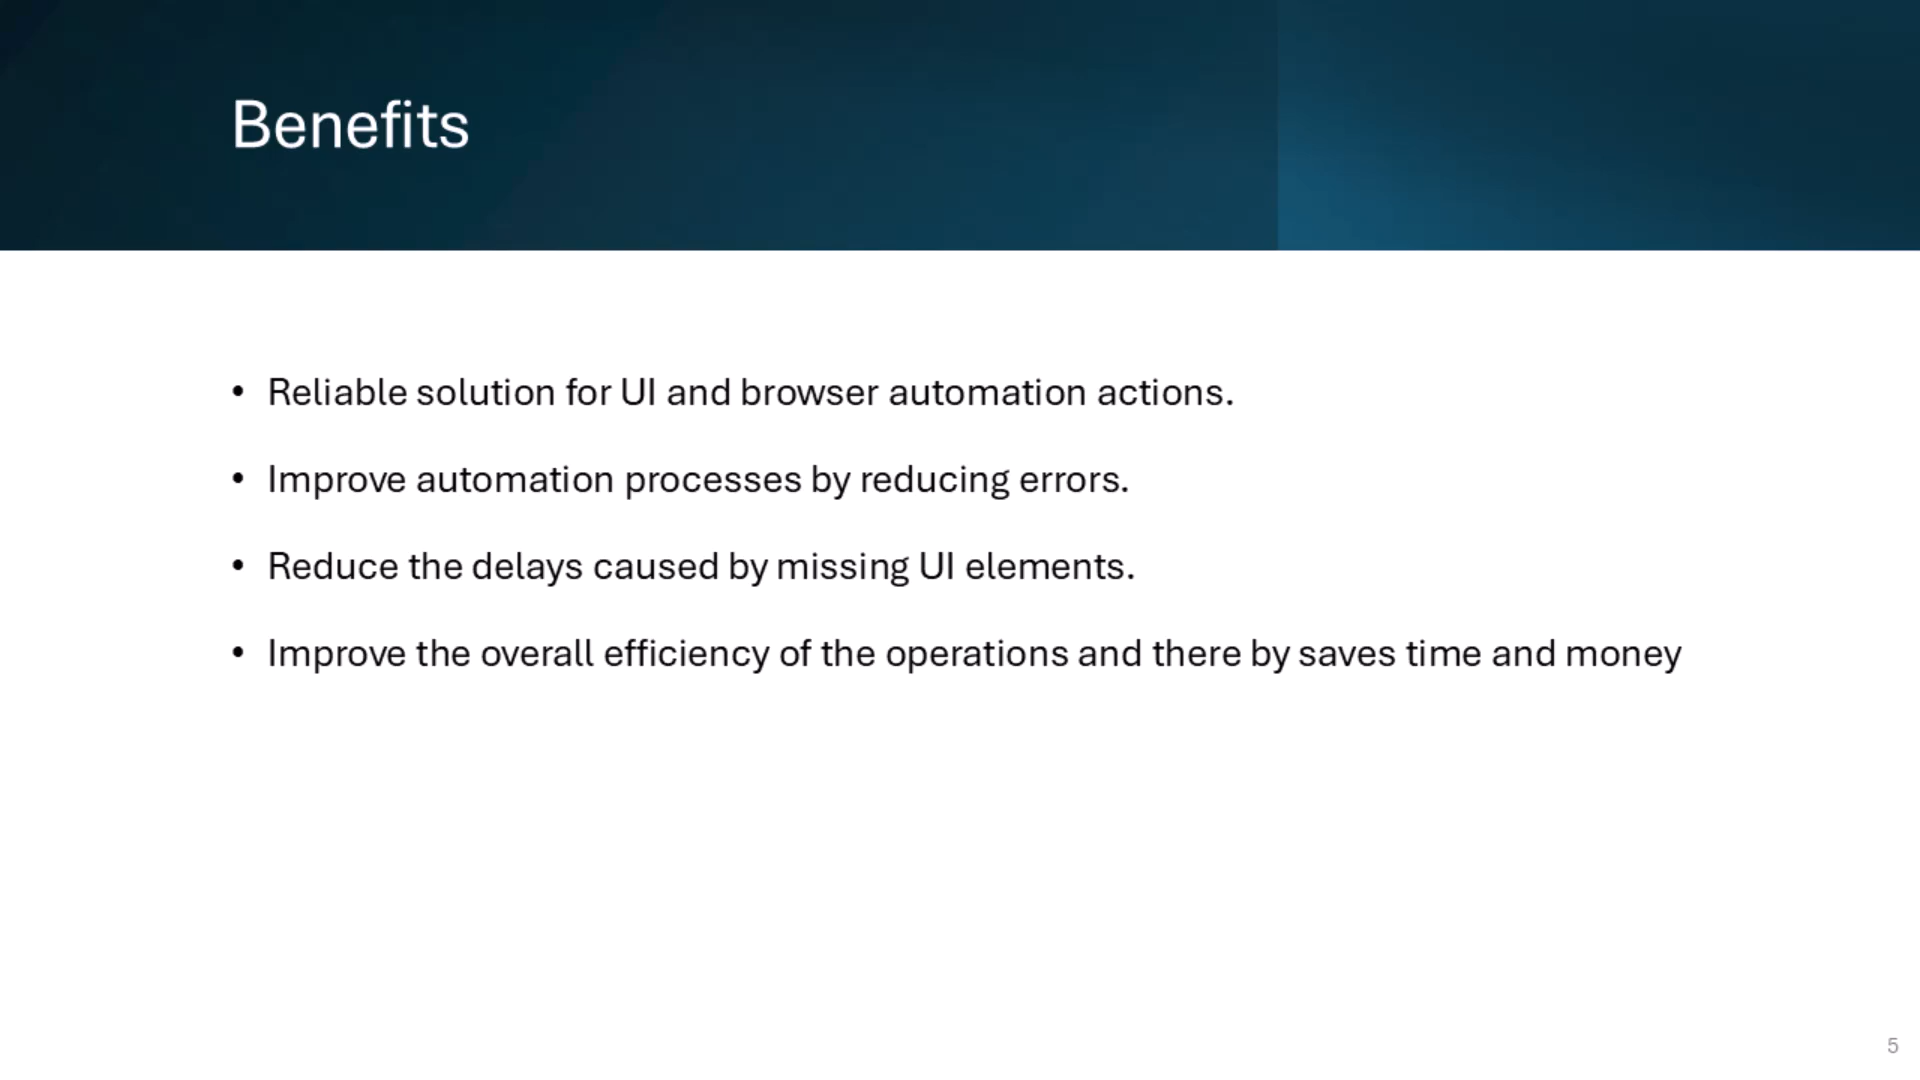 Benefits
• Reliable solution for UI and browser automation actions.
• Improve automation processes by reducing errors.
• Reduce the delays caused by missing UI elements.
• Improve the overall efficiency of the operations and there by saves time and money
5